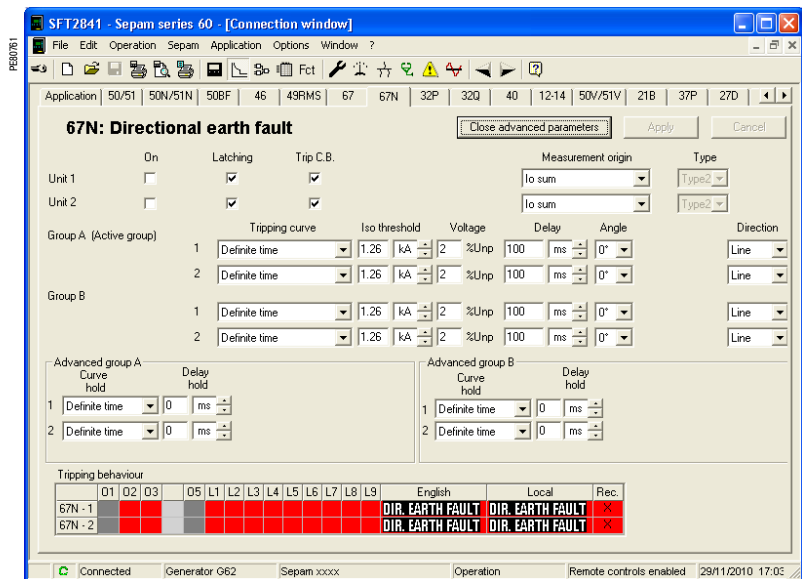 PE80761
SFT2841 - Sepam series 60 - [Connection window]
File Edit Operation Sepam Application Options Window ?
Fct
Application 50/51 50N/51N 50BF 46 49RMS 67 67N 32P 32Q 40 12-14 50V/51V 21B 37P 27D
67N: Directional earth fault
Close advanced parameters Apply Cancel
On Latching Trip C.B. Measurement origin Type
Unit 1 Io sum Type2
Unit 2 Io sum Type2
Group A (Active group) Tripping curve Iso threshold Voltage Delay Angle Direction
1 Definite time 1.26 kA 2 %Unp 100 ms 0° Line
2 Definite time 1.26 kA 2 %Unp 100 ms 0° Line
Group B
1 Definite time 1.26 kA 2 %Unp 100 ms 0° Line
2 Definite time 1.26 kA 2 %Unp 100 ms 0° Line
Advanced group A
Curve hold Delay hold
1 Definite time 0 ms
2 Definite time 0 ms
Advanced group B
Curve hold Delay hold
1 Definite time 0 ms
2 Definite time 0 ms
Tripping behaviour
O1 O2 O3 O5 L1 L2 L3 L4 L5 L6 L7 L8 L9 English Local Rec.
67N - 1 DIR. EARTH FAULT DIR. EARTH FAULT X
67N - 2 DIR. EARTH FAULT DIR. EARTH FAULT X
Connected Generator G62 Sepam xxxx Operation Remote controls enabled 29/11/2010 17:03